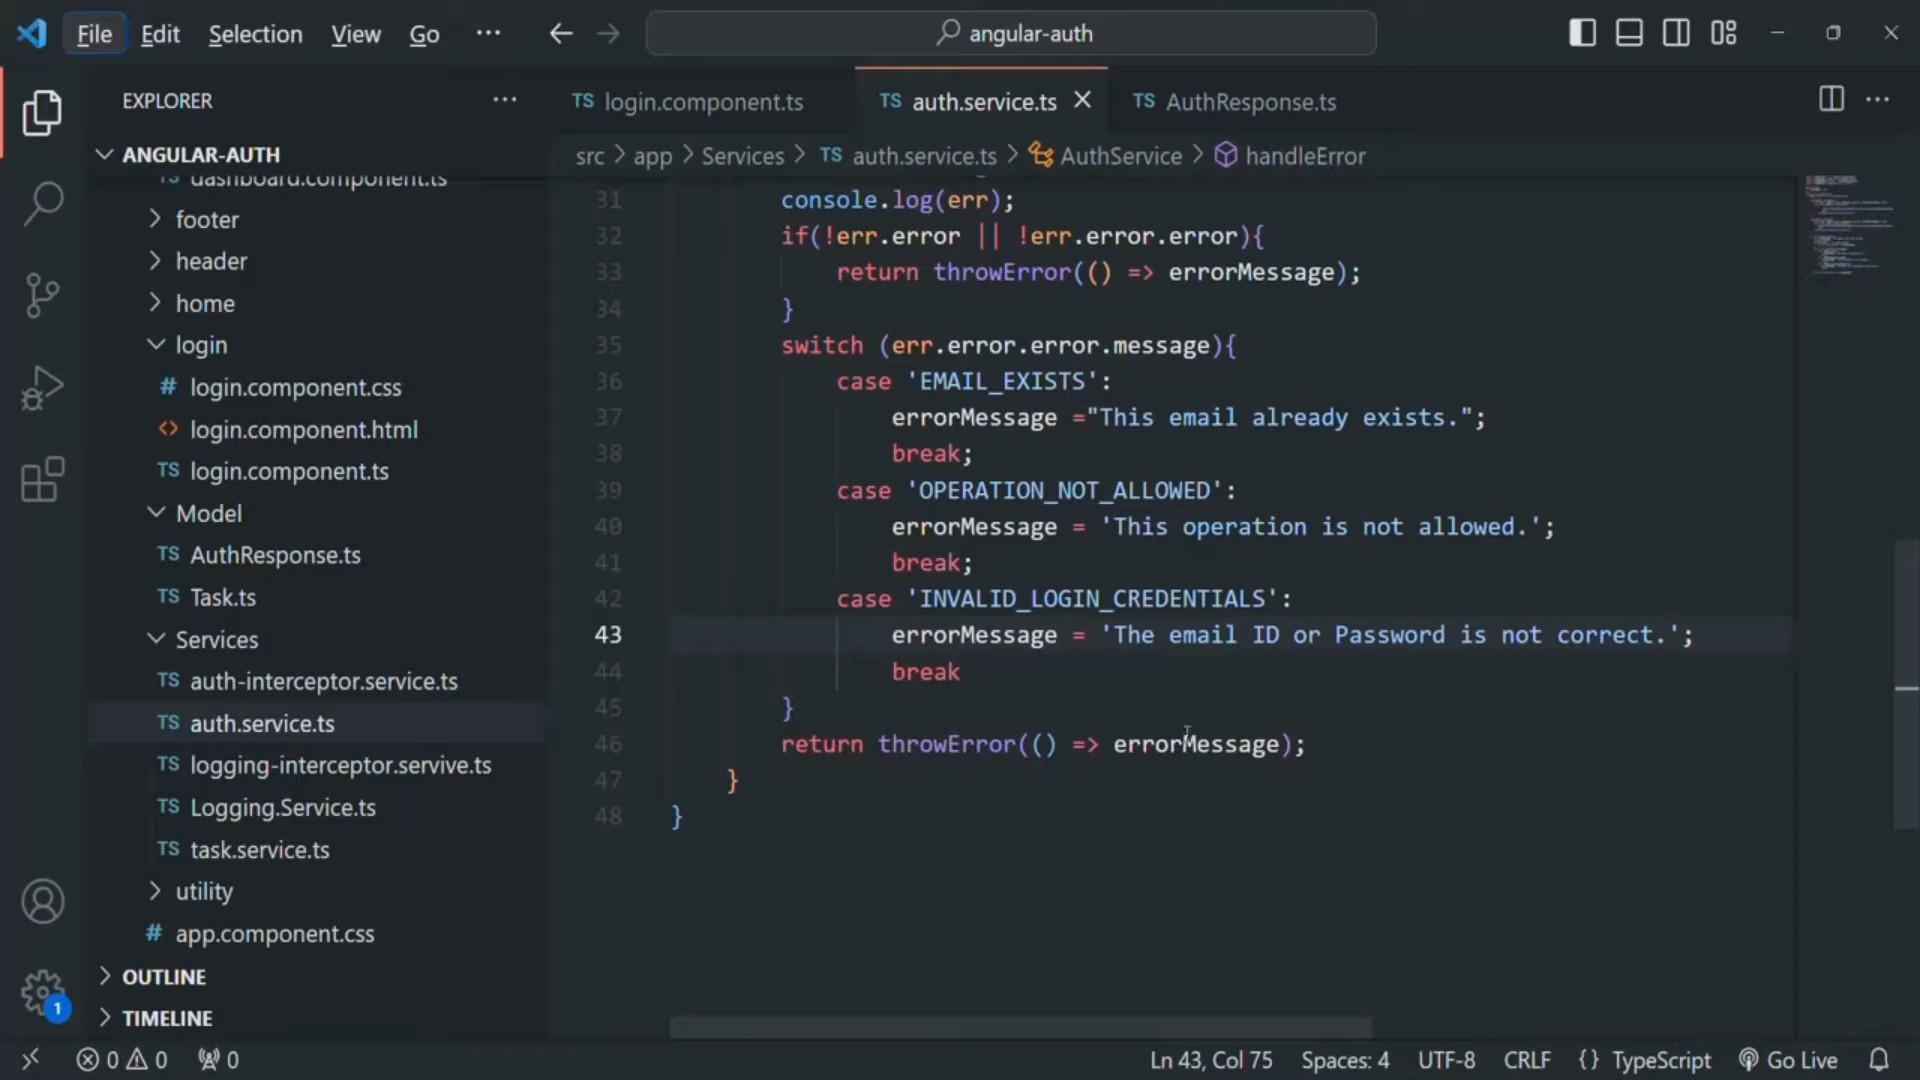 File Edit Selection View Go ··· angular-auth
EXPLORER ···
TS login.component.ts TS auth.service.ts TS AuthResponse.ts ···
ANGULAR-AUTH
src > app > Services > TS auth.service.ts > AuthService > handleError
TS dashboard.component.ts
footer
header
home
login
# login.component.css
<> login.component.html
TS login.component.ts
Model
TS AuthResponse.ts
TS Task.ts
Services
TS auth-interceptor.service.ts
TS auth.service.ts
TS logging-interceptor.servive.ts
TS Logging.Service.ts
TS task.service.ts
utility
# app.component.css
OUTLINE
TIMELINE
31 console.log(err);
32 if(!err.error || !err.error.error){
33 return throwError(() => errorMessage);
34 }
35 switch (err.error.error.message){
36 case 'EMAIL_EXISTS':
37 errorMessage ="This email already exists.";
38 break;
39 case 'OPERATION_NOT_ALLOWED':
40 errorMessage = 'This operation is not allowed.';
41 break;
42 case 'INVALID_LOGIN_CREDENTIALS':
43 errorMessage = 'The email ID or Password is not correct.';
44 break
45 }
46 return throwError(() => errorMessage);
47 }
48 }
1
0 0 0 Ln 43, Col 75 Spaces: 4 UTF-8 CRLF {} TypeScript Go Live